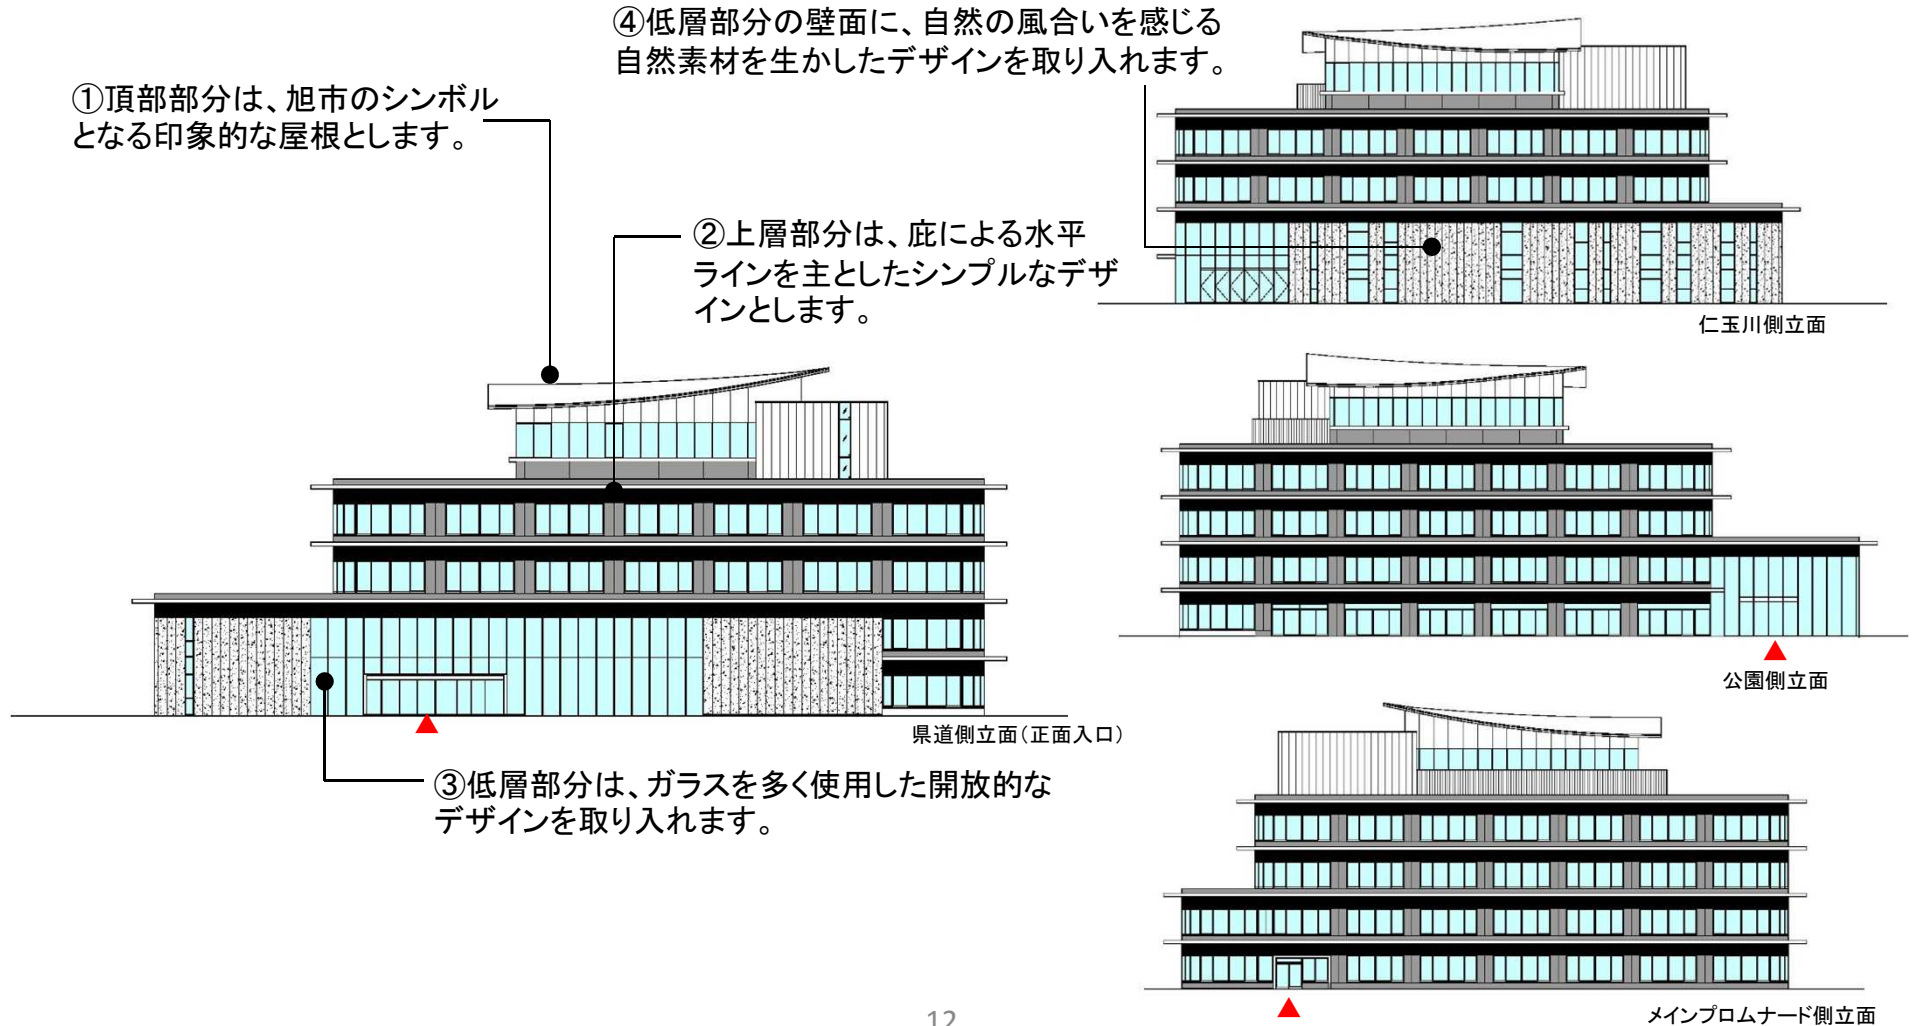 ④低層部分の壁面に、自然の風合いを感じる
自然素材を生かしたデザインを取り入れます。
①頂部部分は、旭市のシンボル
となる印象的な屋根とします。
②上層部分は、庇による水平
ラインを主としたシンプルなデザ
インとします。
仁玉川側立面
公園側立面
県道側立面(正面入口)
③低層部分は、ガラスを多く使用した開放的な
デザインを取り入れます。
メインプロムナード側立面
12